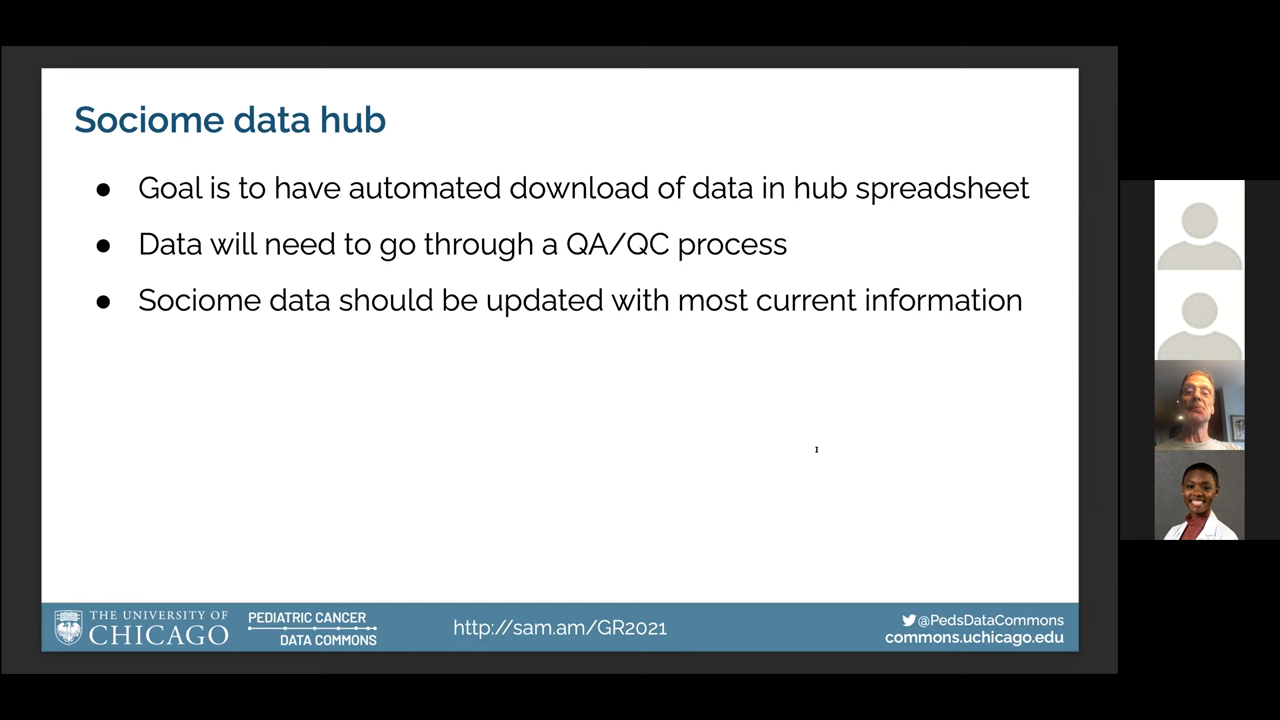 Sociome data hub
● Goal is to have automated download of data in hub spreadsheet
● Data will need to go through a QA/QC process
● Sociome data should be updated with most current information
THE UNIVERSITY OF
CHICAGO
PEDIATRIC CANCER
DATA COMMONS
http://sam.am/GR2021
@PedsDataCommons
commons.uchicago.edu